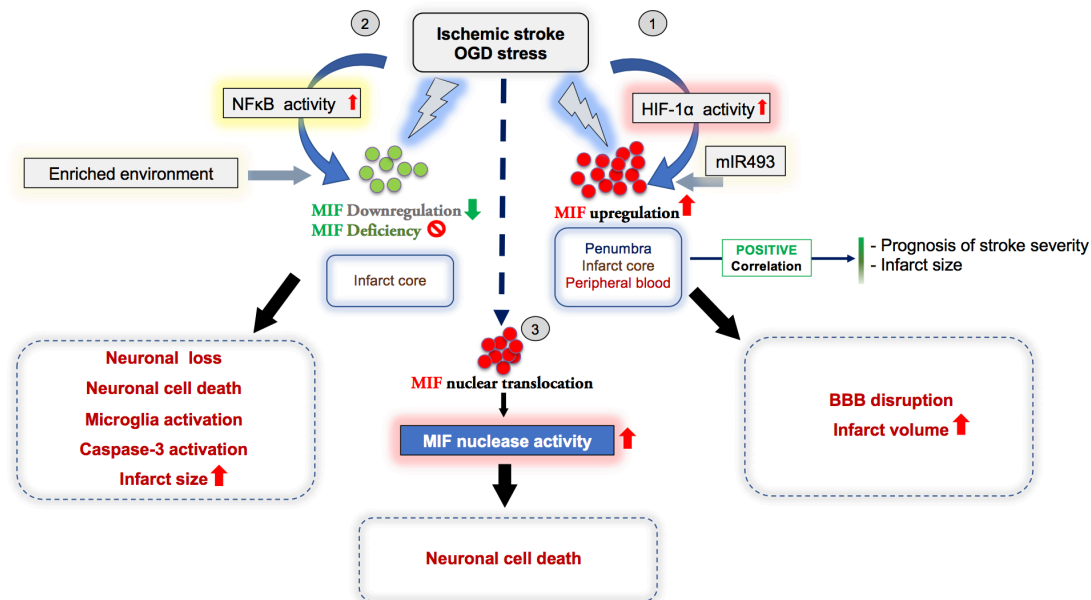 2
Ischemic stroke
OGD stress
1
NFκB activity
HIF-1α activity
Enriched environment
mIR493
MIF Downregulation
MIF Deficiency
MIF upregulation
Infarct core
Penumbra
Infarct core
Peripheral blood
POSITIVE
Correlation
- Prognosis of stroke severity
- Infarct size
3
MIF nuclear translocation
MIF nuclease activity
Neuronal cell death
Neuronal loss
Neuronal cell death
Microglia activation
Caspase-3 activation
Infarct size
BBB disruption
Infarct volume